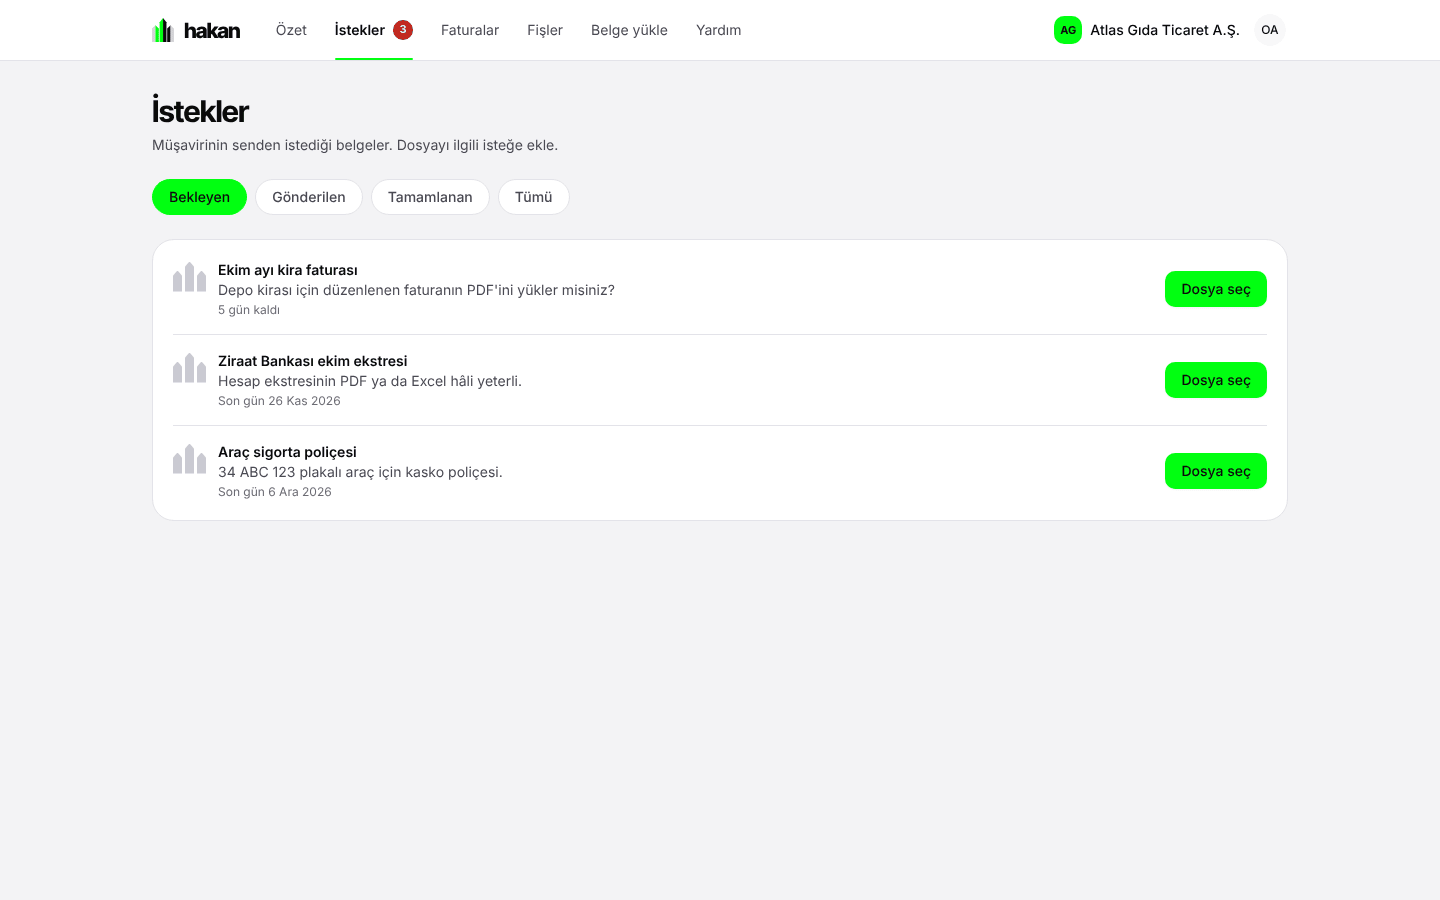 hakan
Özet
İstekler 3
Faturalar
Fişler
Belge yükle
Yardım
AG Atlas Gıda Ticaret A.Ş.
OA
İstekler
Müşavirinin senden istediği belgeler. Dosyayı ilgili isteğe ekle.
Bekleyen
Gönderilen
Tamamlanan
Tümü
Ekim ayı kira faturası
Depo kirası için düzenlenen faturanın PDF'ini yükler misiniz?
5 gün kaldı
Dosya seç
Ziraat Bankası ekim ekstresi
Hesap ekstresinin PDF ya da Excel hâli yeterli.
Son gün 26 Kas 2026
Dosya seç
Araç sigorta poliçesi
34 ABC 123 plakalı araç için kasko poliçesi.
Son gün 6 Ara 2026
Dosya seç